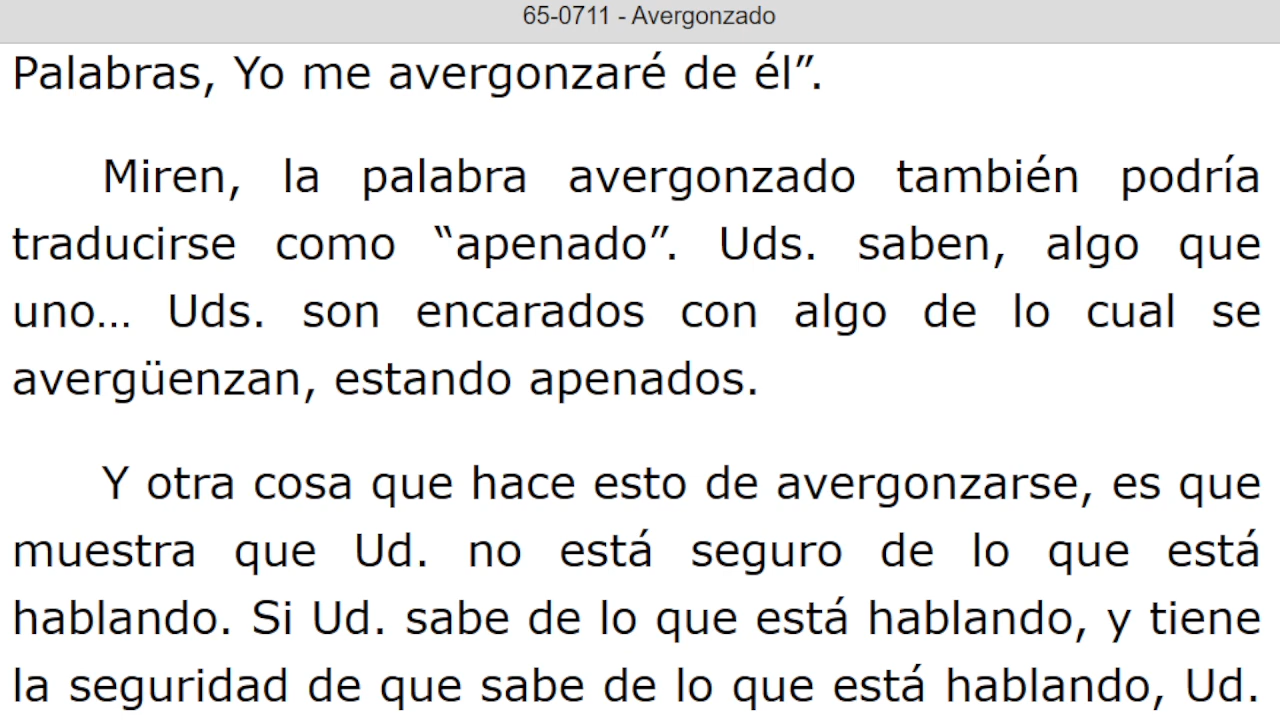 65-0711 - Avergonzado
Palabras, Yo me avergonzaré de él”.
Miren, la palabra avergonzado también podría
traducirse como “apenado”. Uds. saben, algo que
uno… Uds. son encarados con algo de lo cual se
avergüenzan, estando apenados.
Y otra cosa que hace esto de avergonzarse, es que
muestra que Ud. no está seguro de lo que está
hablando. Si Ud. sabe de lo que está hablando, y tiene
la seguridad de que sabe de lo que está hablando, Ud.